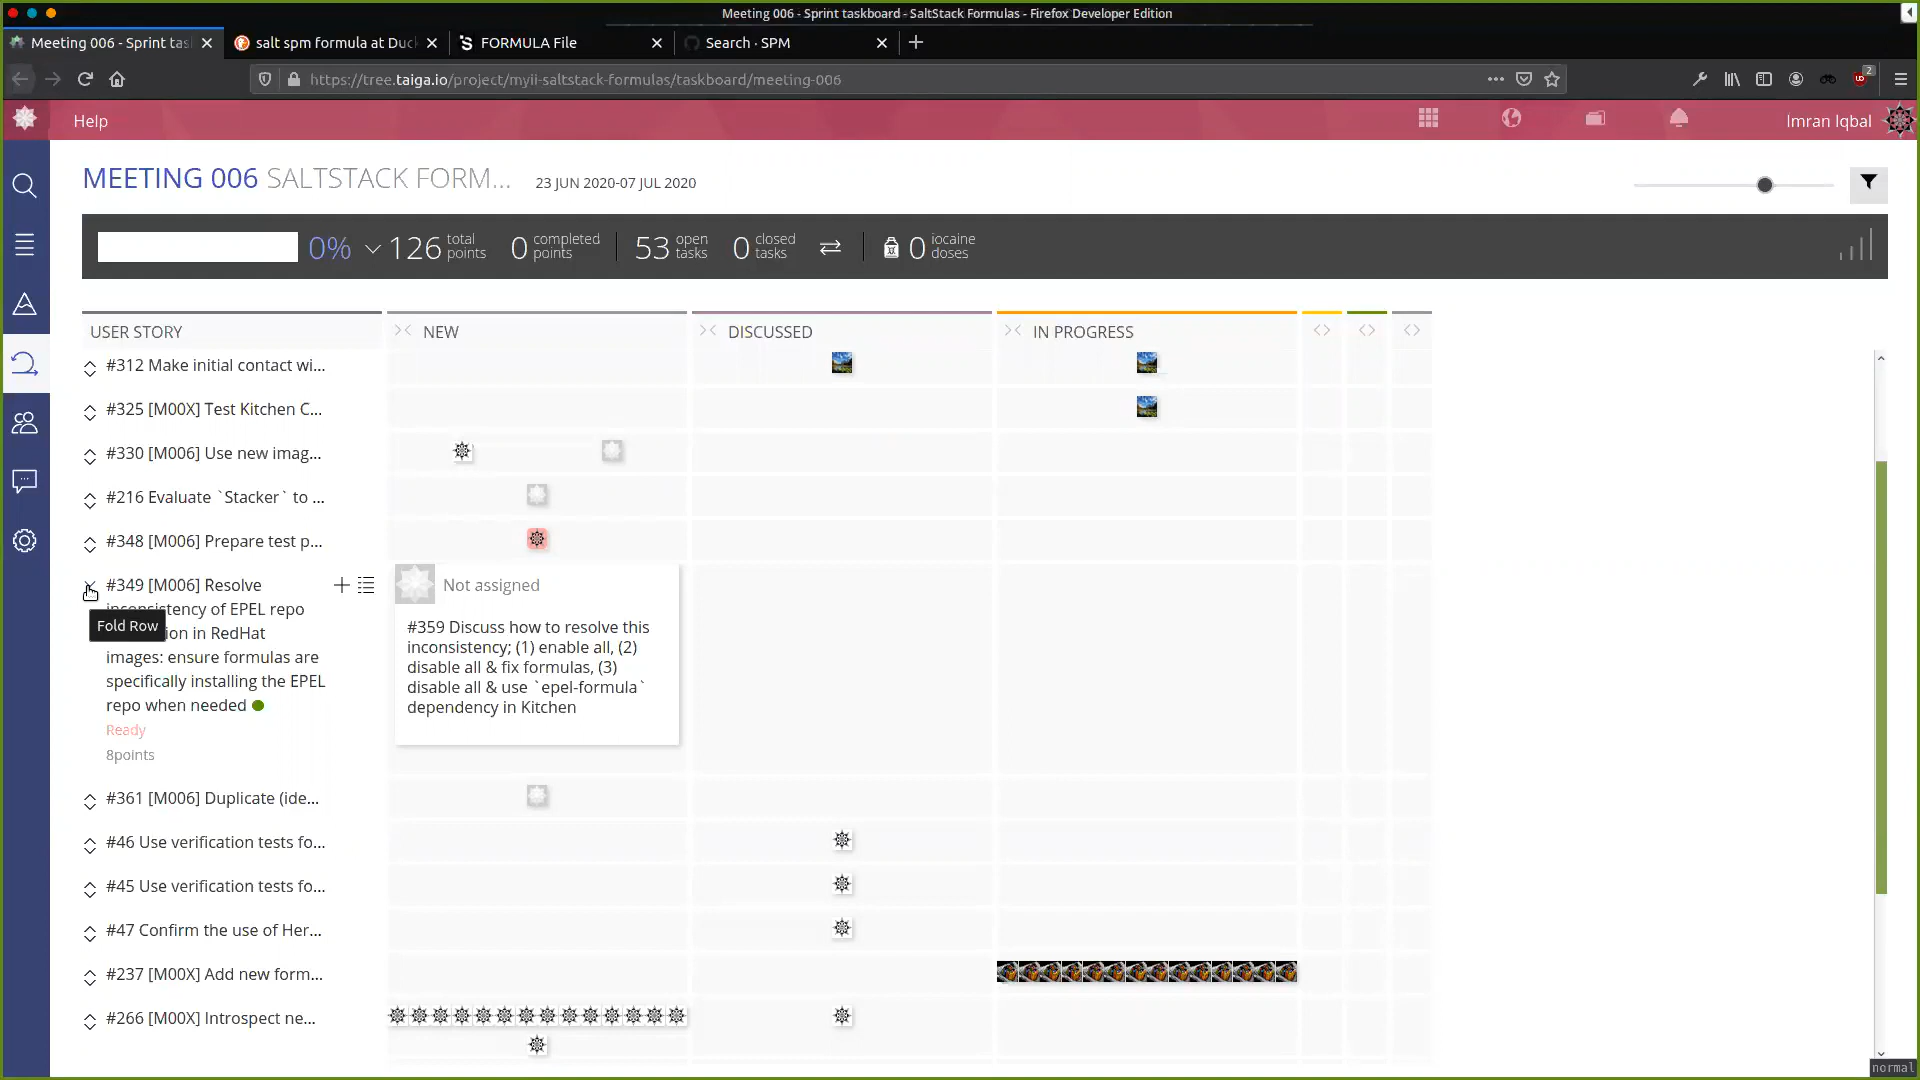 Meeting 006 - Sprint taskboard - SaltStack Formulas - Firefox Developer Edition
Meeting 006 - Sprint tas
salt spm formula at Duc
FORMULA File
Search · SPM
https://tree.taiga.io/project/myii-saltstack-formulas/taskboard/meeting-006
2
Help
Imran Iqbal
MEETING 006 SALTSTACK FORM... 23 JUN 2020-07 JUL 2020
0% 126 total points 0 completed points 53 open tasks 0 closed tasks 0 iocaine doses
USER STORY NEW DISCUSSED IN PROGRESS
#312 Make initial contact wi...
#325 [M00X] Test Kitchen C...
#330 [M006] Use new imag...
#216 Evaluate `Stacker` to ...
#348 [M006] Prepare test p...
#349 [M006] Resolve
inconsistency of EPEL repo
ion in RedHat
images: ensure formulas are
specifically installing the EPEL
repo when needed
Ready
8points
Fold Row
Not assigned
#359 Discuss how to resolve this
inconsistency; (1) enable all, (2)
disable all & fix formulas, (3)
disable all & use `epel-formula`
dependency in Kitchen
#361 [M006] Duplicate (ide...
#46 Use verification tests fo...
#45 Use verification tests fo...
#47 Confirm the use of Her...
#237 [M00X] Add new form...
#266 [M00X] Introspect ne...
normal